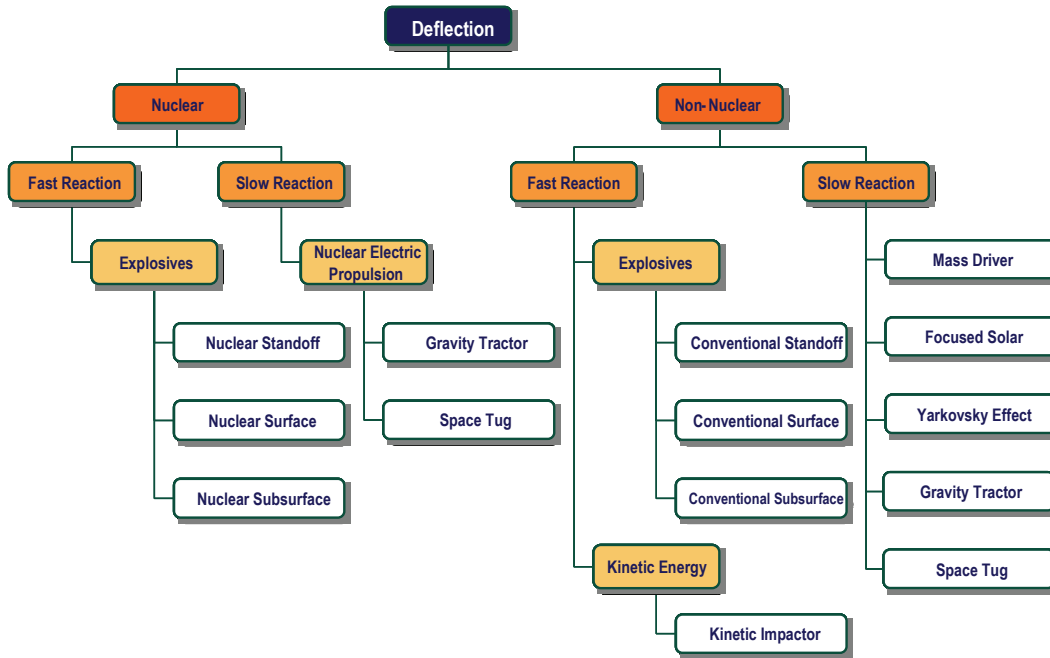 Deflection
Nuclear
Non-Nuclear
Fast Reaction
Slow Reaction
Fast Reaction
Slow Reaction
Explosives
Nuclear Electric
Propulsion
Explosives
Mass Driver
Nuclear Standoff
Gravity Tractor
Conventional Standoff
Focused Solar
Nuclear Surface
Space Tug
Conventional Surface
Yarkovsky Effect
Nuclear Subsurface
Conventional Subsurface
Gravity Tractor
Kinetic Energy
Space Tug
Kinetic Impactor